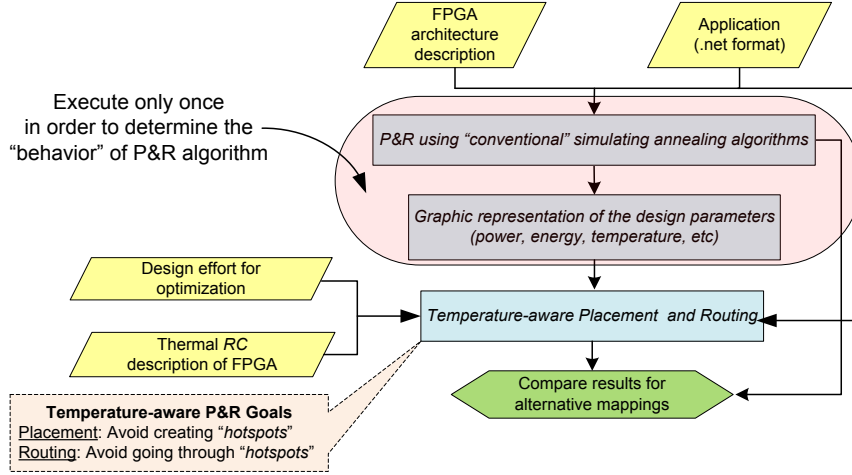 FPGA
architecture
description
Application
(.net format)
Execute only once
in order to determine the
“behavior” of P&R algorithm
P&R using “conventional” simulating annealing algorithms
Graphic representation of the design parameters
(power, energy, temperature, etc)
Design effort for
optimization
Thermal RC
description of FPGA
Temperature-aware Placement and Routing
Compare results for
alternative mappings
Temperature-aware P&R Goals
Placement: Avoid creating “hotspots”
Routing: Avoid going through “hotspots”